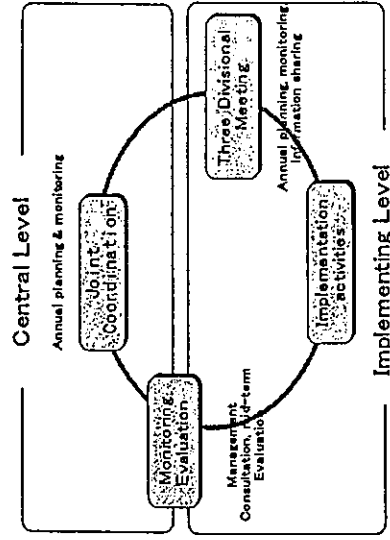 Central Level
Annual planning & monitoring
Joint
Coordination
Monitoring
Evaluation
Three Divisional
Meeting
Annual planning, monitoring,
Information sharing
Management
Consultation, Mid-term
Evaluation
Implementation
activities
Implementing Level